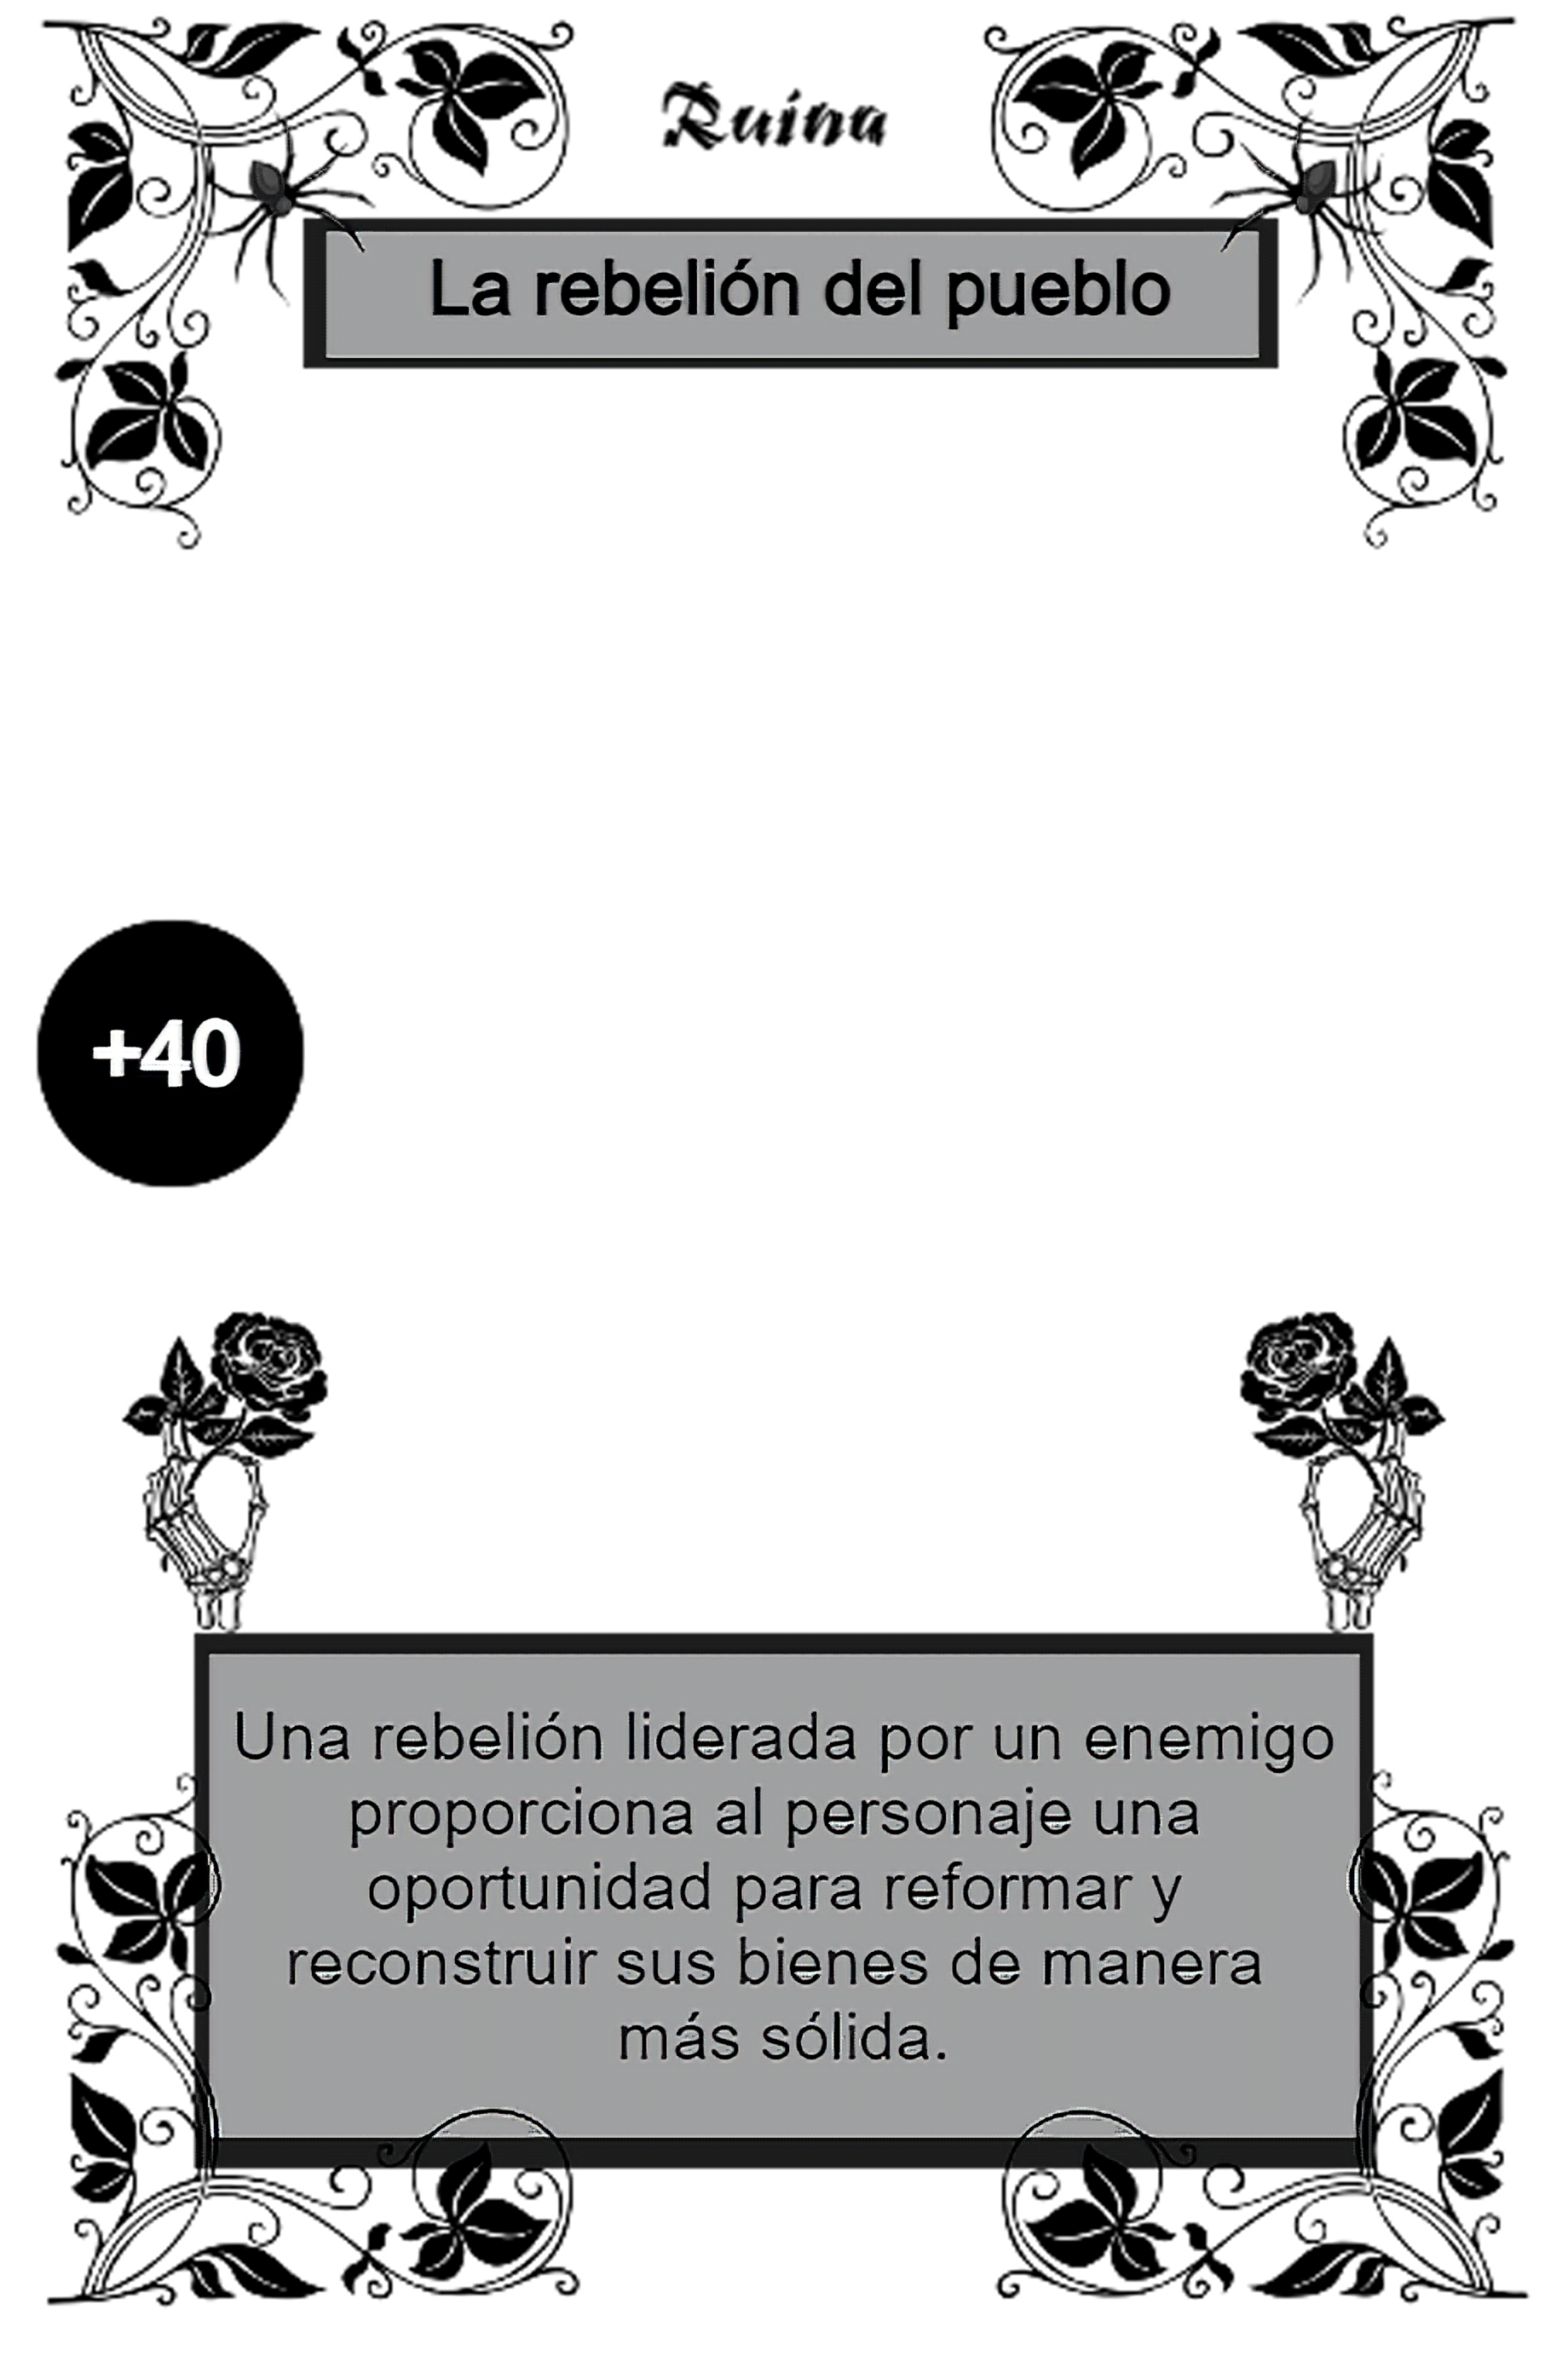 Ruina
La rebelión del pueblo
+40
Una rebelión liderada por un enemigo
proporciona al personaje una
oportunidad para reformar y
reconstruir sus bienes de manera
más sólida.